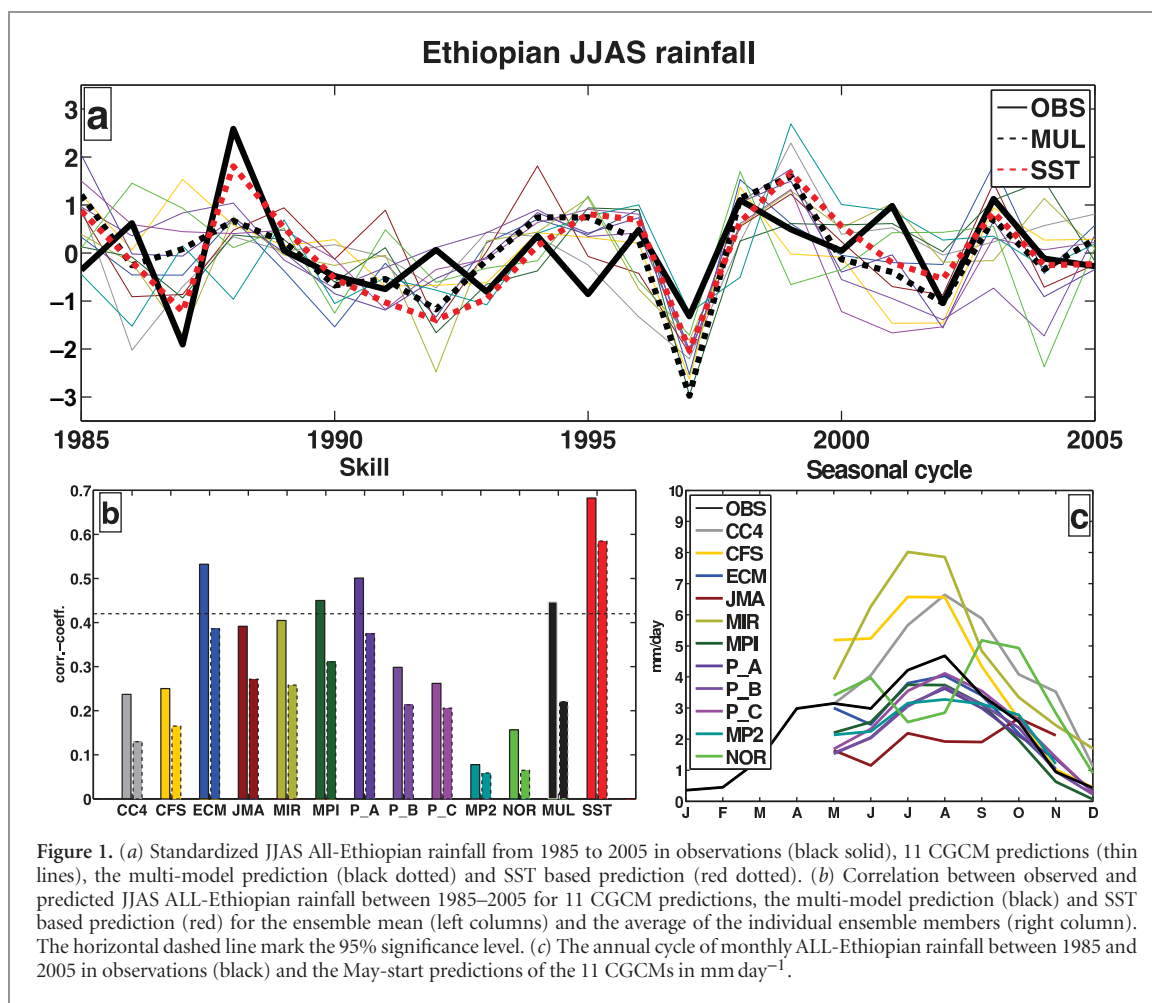 Ethiopian JJAS rainfall
a
OBS
MUL
SST
3
2
1
0
−1
−2
−3
1985 1990 1995 2000 2005
Skill
b
corr.−coeff.
0.7
0.6
0.5
0.4
0.3
0.2
0.1
0
CC4 CFS ECM JMA MIR MPI P_A P_B P_C MP2 NOR MUL SST
Seasonal cycle
c
mm/day
10
9
8
7
6
5
4
3
2
1
0
OBS
CC4
CFS
ECM
JMA
MIR
MPI
P_A
P_B
P_C
MP2
NOR
J F M A M J J A S O N D
Figure 1. (a) Standardized JJAS All-Ethiopian rainfall from 1985 to 2005 in observations (black solid), 11 CGCM predictions (thin
lines), the multi-model prediction (black dotted) and SST based prediction (red dotted). (b) Correlation between observed and
predicted JJAS ALL-Ethiopian rainfall between 1985–2005 for 11 CGCM predictions, the multi-model prediction (black) and SST
based prediction (red) for the ensemble mean (left columns) and the average of the individual ensemble members (right column).
The horizontal dashed line mark the 95% significance level. (c) The annual cycle of monthly ALL-Ethiopian rainfall between 1985 and
2005 in observations (black) and the May-start predictions of the 11 CGCMs in mm day⁻¹.